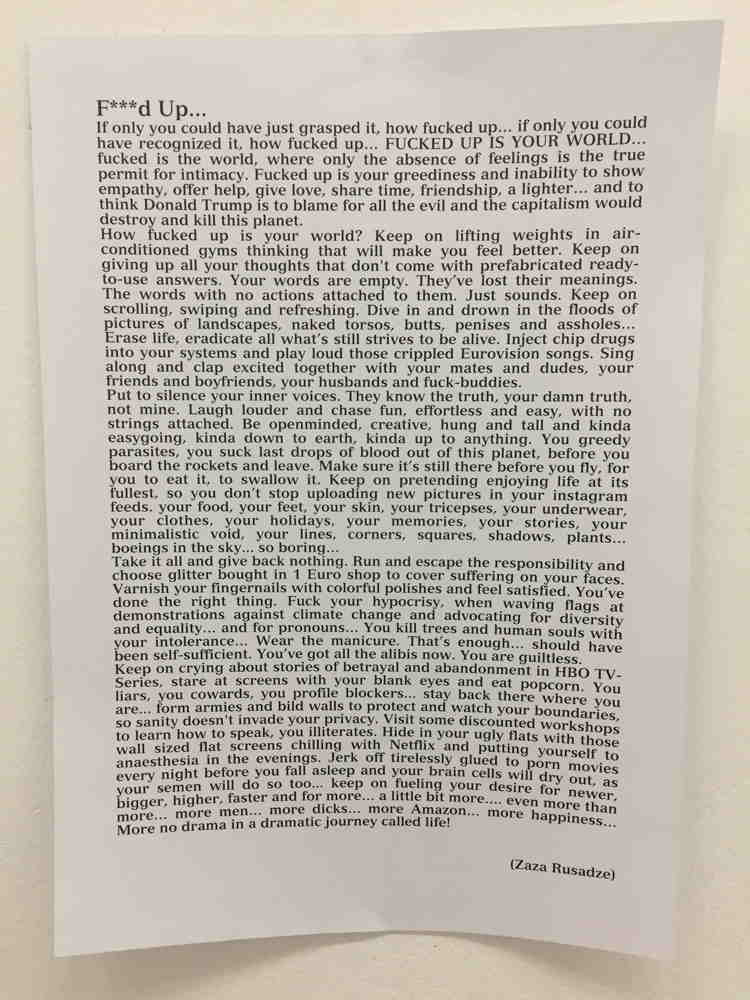 F***d Up...
If only you could have just grasped it, how fucked up... if only you could
have recognized it, how fucked up... FUCKED UP IS YOUR WORLD...
fucked is the world, where only the absence of feelings is the true
permit for intimacy. Fucked up is your greediness and inability to show
empathy, offer help, give love, share time, friendship, a lighter... and to
think Donald Trump is to blame for all the evil and the capitalism would
destroy and kill this planet.
How fucked up is your world? Keep on lifting weights in air-
conditioned gyms thinking that will make you feel better. Keep on
giving up all your thoughts that don't come with prefabricated ready-
to-use answers. Your words are empty. They've lost their meanings.
The words with no actions attached to them. Just sounds. Keep on
scrolling, swiping and refreshing. Dive in and drown in the floods of
pictures of landscapes, naked torsos, butts, penises and assholes...
Erase life, eradicate all what's still strives to be alive. Inject chip drugs
into your systems and play loud those crippled Eurovision songs. Sing
along and clap excited together with your mates and dudes, your
friends and boyfriends, your husbands and fuck-buddies.
Put to silence your inner voices. They know the truth, your damn truth,
not mine. Laugh louder and chase fun, effortless and easy, with no
strings attached. Be openminded, creative, hung and tall and kinda
easygoing, kinda down to earth, kinda up to anything. You greedy
parasites, you suck last drops of blood out of this planet, before you
board the rockets and leave. Make sure it's still there before you fly, for
you to eat it, to swallow it. Keep on pretending enjoying life at its
fullest, so you don't stop uploading new pictures in your instagram
feeds. your food, your feet, your skin, your tricepses, your underwear,
your clothes, your holidays, your memories, your stories, your
minimalistic void, your lines, corners, squares, shadows, plants...
boeings in the sky... so boring...
Take it all and give back nothing. Run and escape the responsibility and
choose glitter bought in 1 Euro shop to cover suffering on your faces.
Varnish your fingernails with colorful polishes and feel satisfied. You've
done the right thing. Fuck your hypocrisy, when waving flags at
demonstrations against climate change and advocating for diversity
and equality... and for pronouns... You kill trees and human souls with
your intolerance... Wear the manicure. That's enough... should have
been self-sufficient. You've got all the alibis now. You are guiltless.
Keep on crying about stories of betrayal and abandonment in HBO TV-
Series, stare at screens with your blank eyes and eat popcorn. You
liars, you cowards, you profile blockers... stay back there where you
are... form armies and bild walls to protect and watch your boundaries,
so sanity doesn't invade your privacy. Visit some discounted workshops
to learn how to speak, you illiterates. Hide in your ugly flats with those
wall sized flat screens chilling with Netflix and putting yourself to
anaesthesia in the evenings. Jerk off tirelessly glued to porn movies
every night before you fall asleep and your brain cells will dry out, as
your semen will do so too... keep on fueling your desire for newer,
bigger, higher, faster and for more... a little bit more.... even more than
more... more men... more dicks... more Amazon... more happiness...
More no drama in a dramatic journey called life!
(Zaza Rusadze)